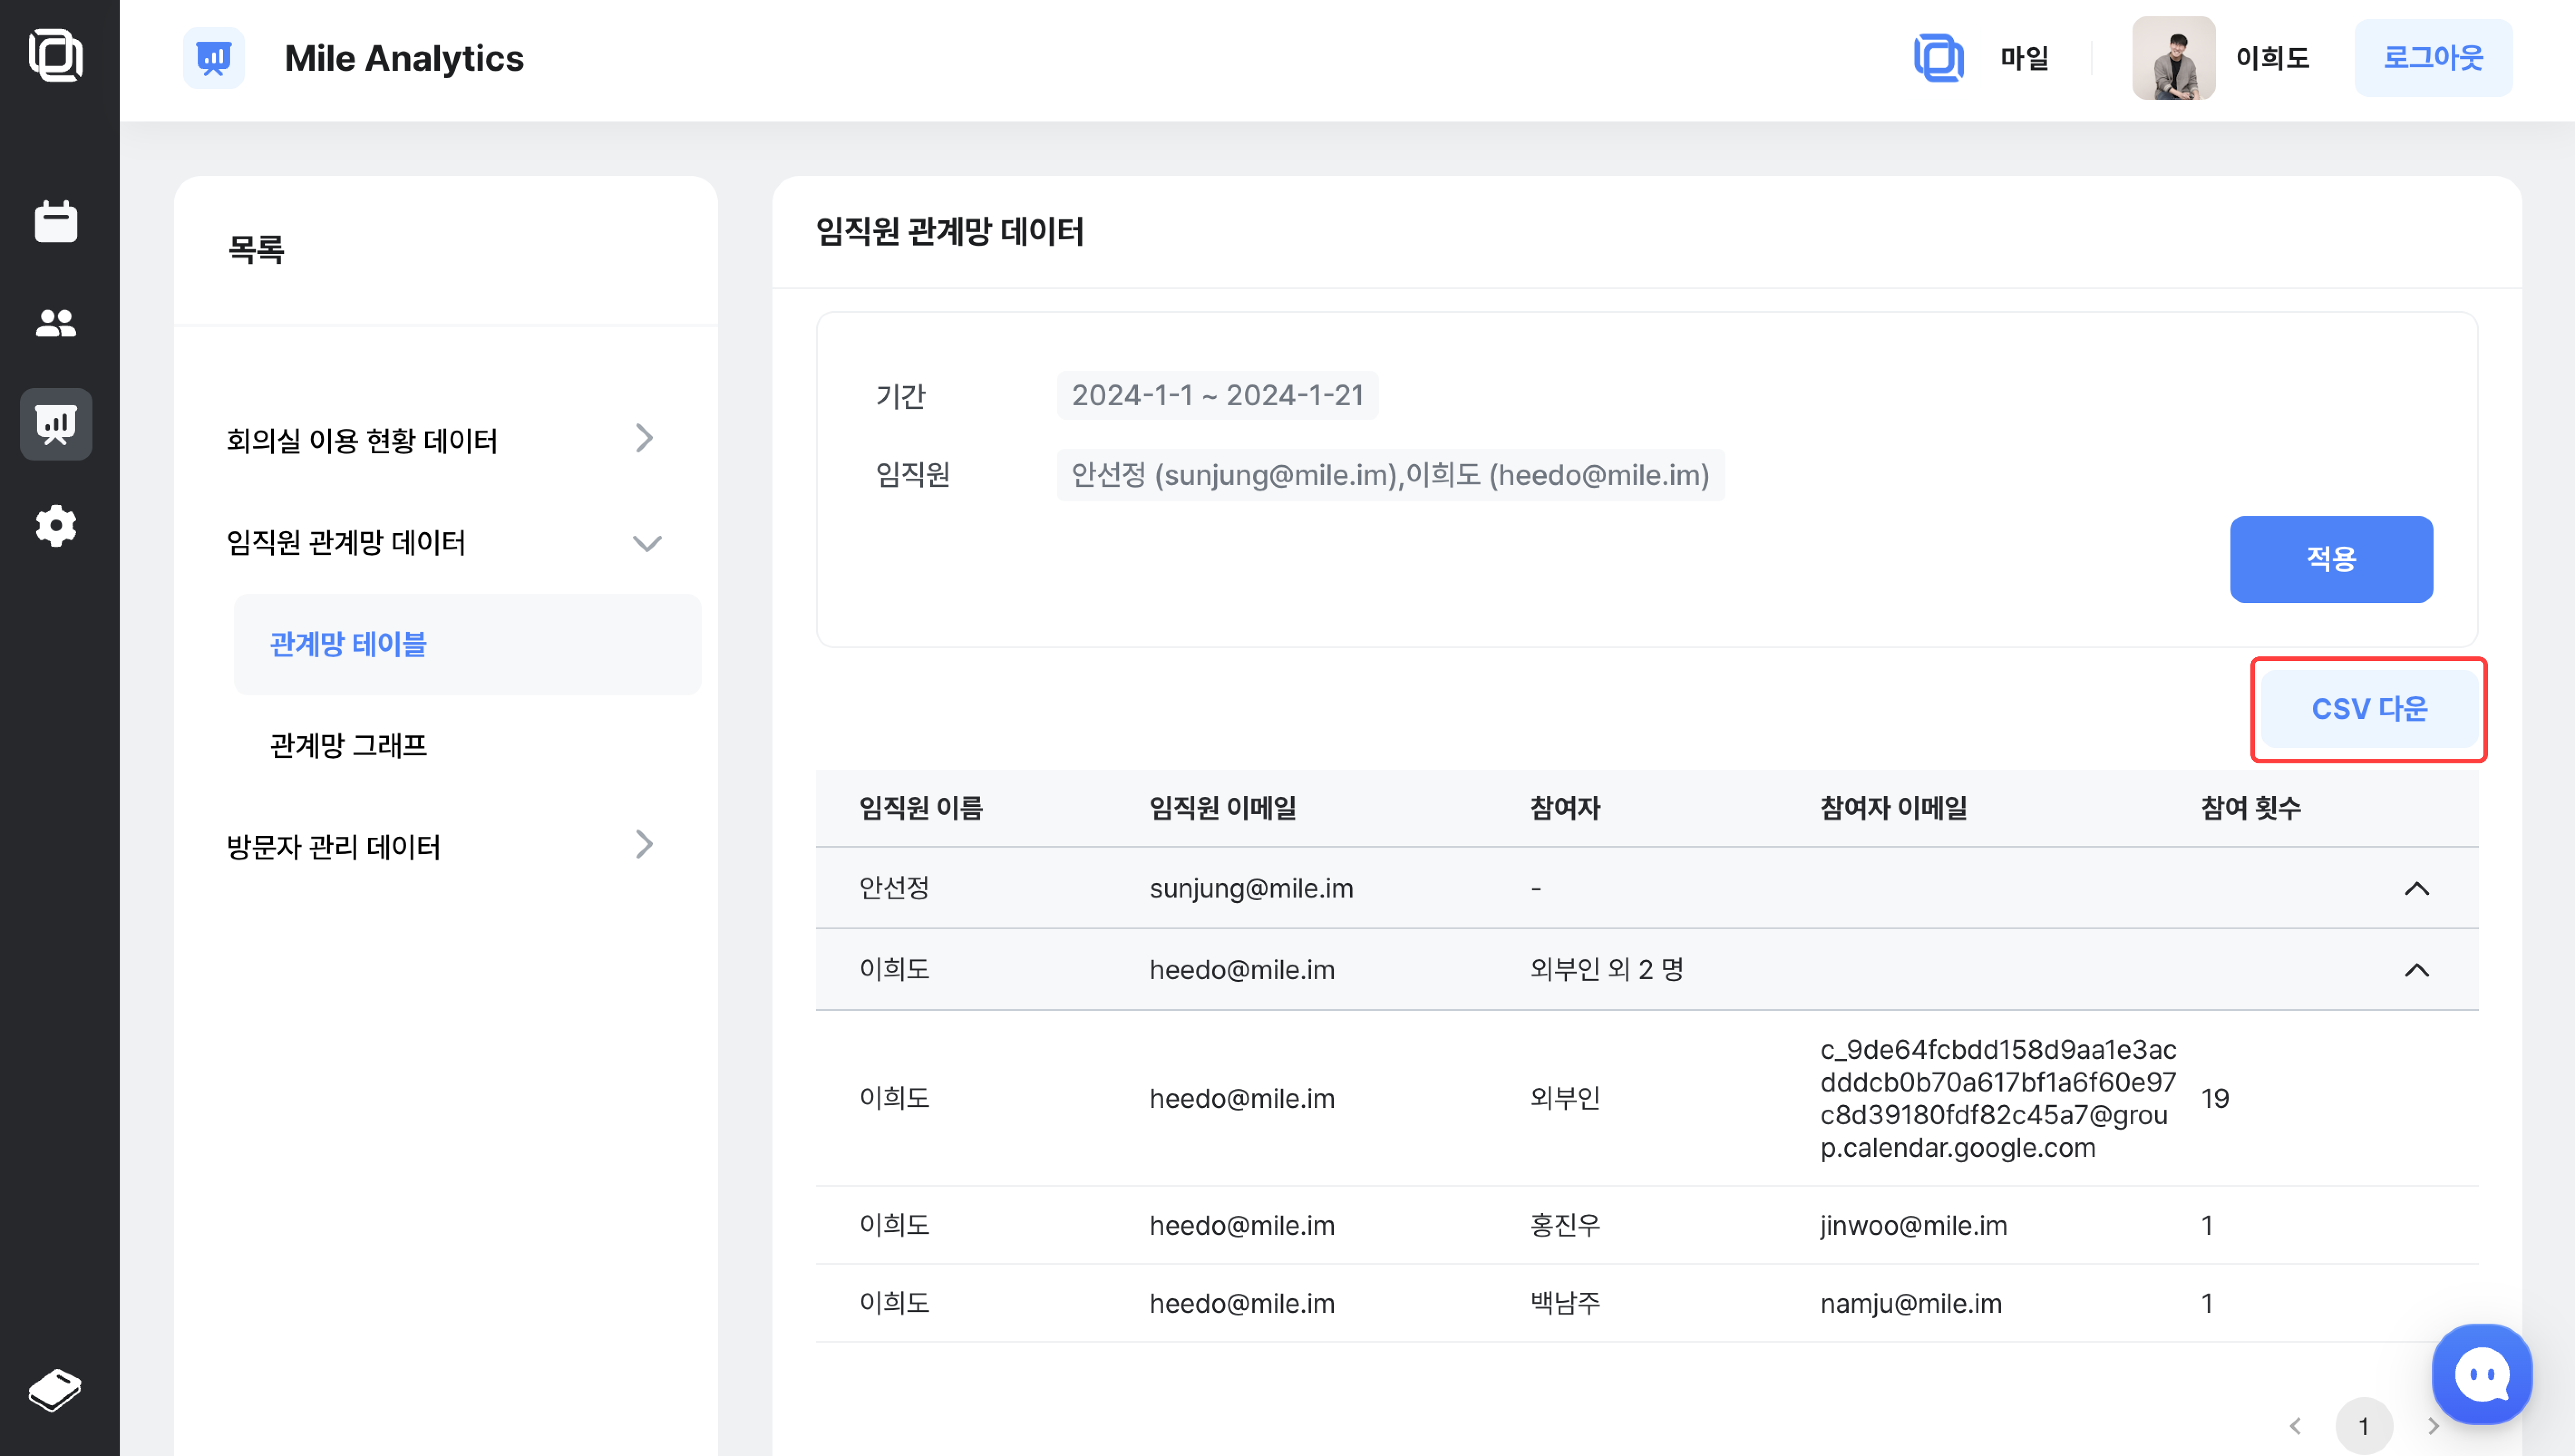 Mile Analytics
마일
이희도
로그아웃
목록
회의실 이용 현황 데이터
임직원 관계망 데이터
관계망 테이블
관계망 그래프
방문자 관리 데이터
임직원 관계망 데이터
기간
2024-1-1 ~ 2024-1-21
임직원
안선정 (sunjung@mile.im),이희도 (heedo@mile.im)
적용
CSV 다운
임직원 이름 임직원 이메일 참여자 참여자 이메일 참여 횟수
안선정 sunjung@mile.im -
이희도 heedo@mile.im 외부인 외 2 명
이희도 heedo@mile.im 외부인
c_9de64fcbdd158d9aa1e3ac
dddcb0b70a617bf1a6f60e97
c8d39180fdf82c45a7@grou
p.calendar.google.com
19
이희도 heedo@mile.im 홍진우 jinwoo@mile.im 1
이희도 heedo@mile.im 백남주 namju@mile.im 1
1